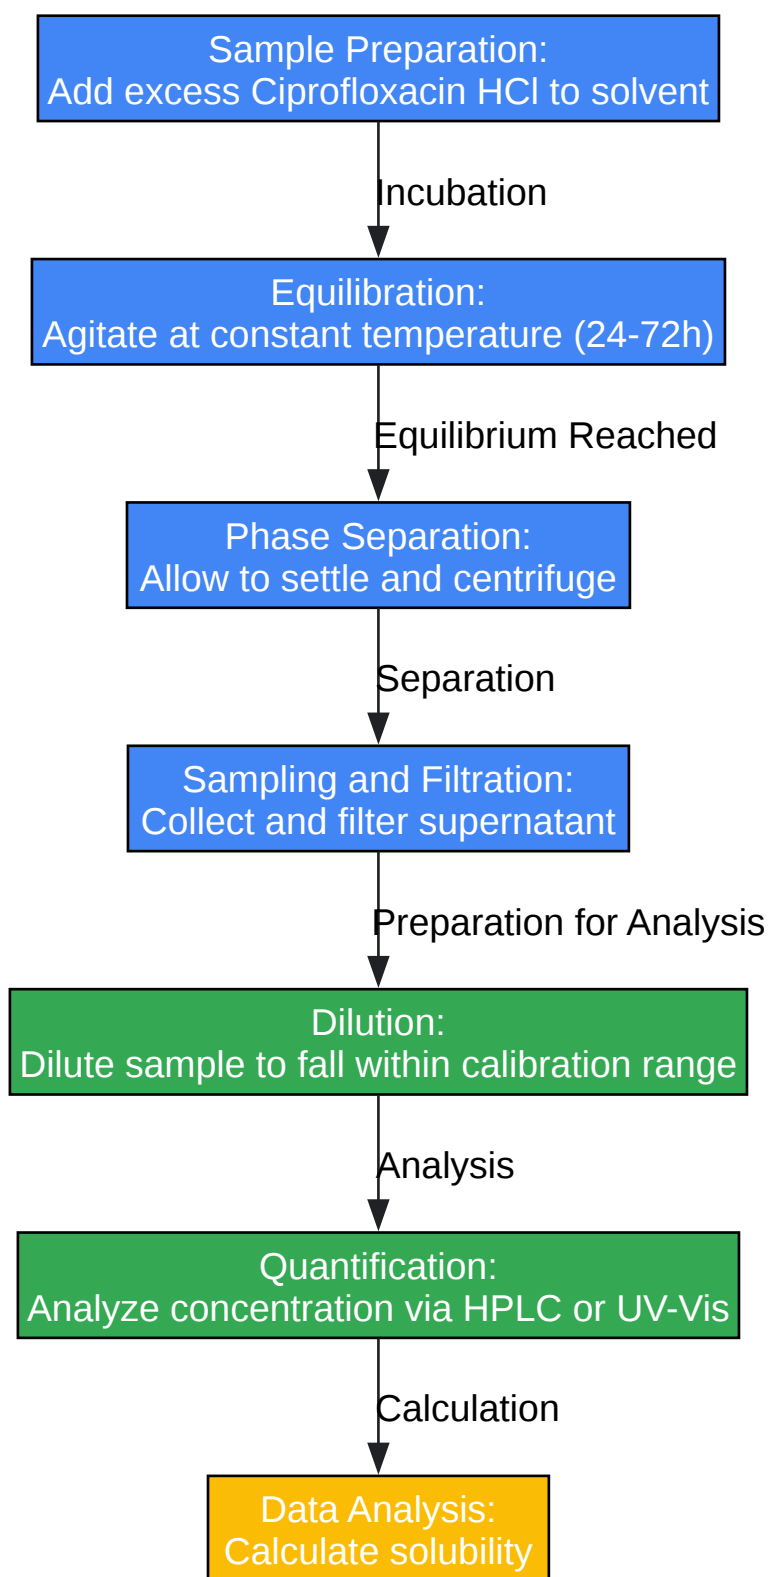 Sample Preparation:
Add excess Ciprofloxacin HCl to solvent
Incubation
Equilibration:
Agitate at constant temperature (24-72h)
Equilibrium Reached
Phase Separation:
Allow to settle and centrifuge
Separation
Sampling and Filtration:
Collect and filter supernatant
Preparation for Analysis
Dilution:
Dilute sample to fall within calibration range
Analysis
Quantification:
Analyze concentration via HPLC or UV-Vis
Calculation
Data Analysis:
Calculate solubility